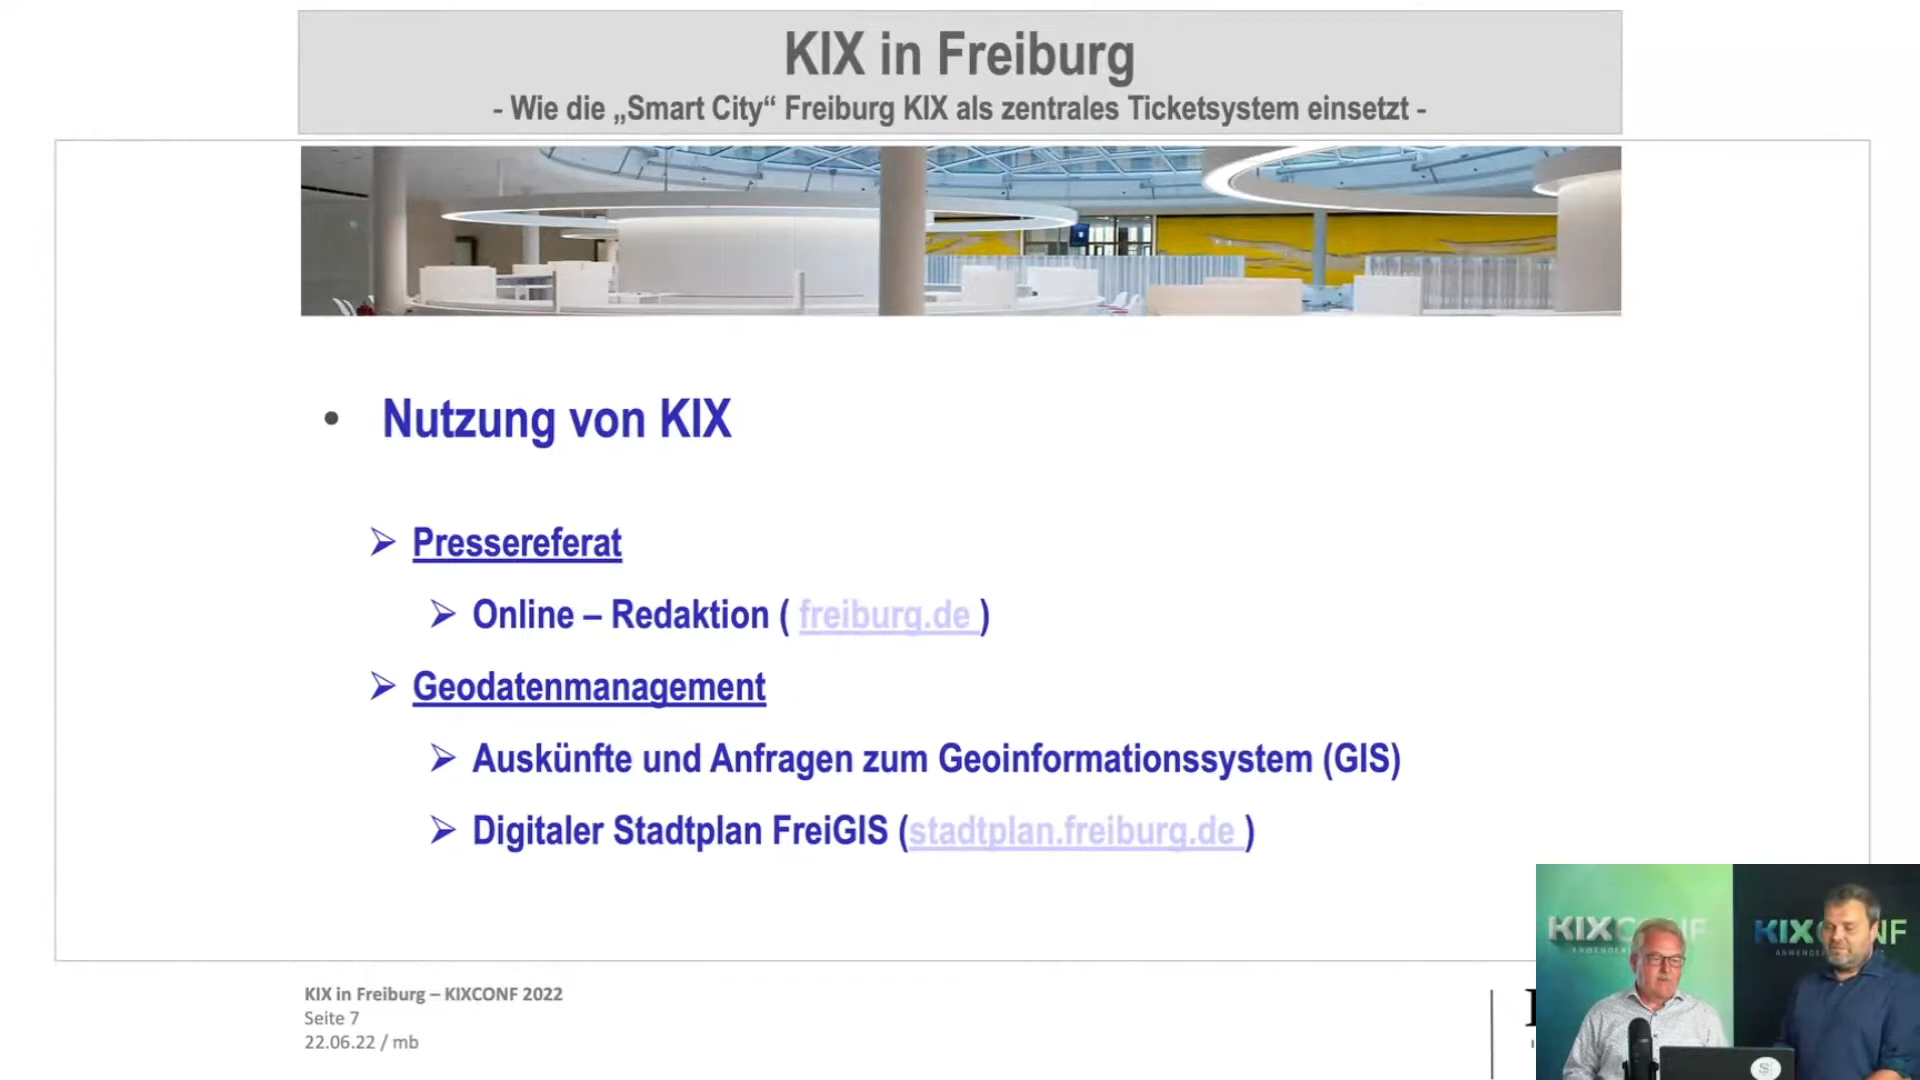 KIX in Freiburg
- Wie die „Smart City“ Freiburg KIX als zentrales Ticketsystem einsetzt -
• Nutzung von KIX
➢ Pressereferat
➢ Online – Redaktion ( freiburg.de )
➢ Geodatenmanagement
➢ Auskünfte und Anfragen zum Geoinformationssystem (GIS)
➢ Digitaler Stadtplan FreiGIS (stadtplan.freiburg.de )
KIX in Freiburg – KIXCONF 2022
Seite 7
22.06.22 / mb